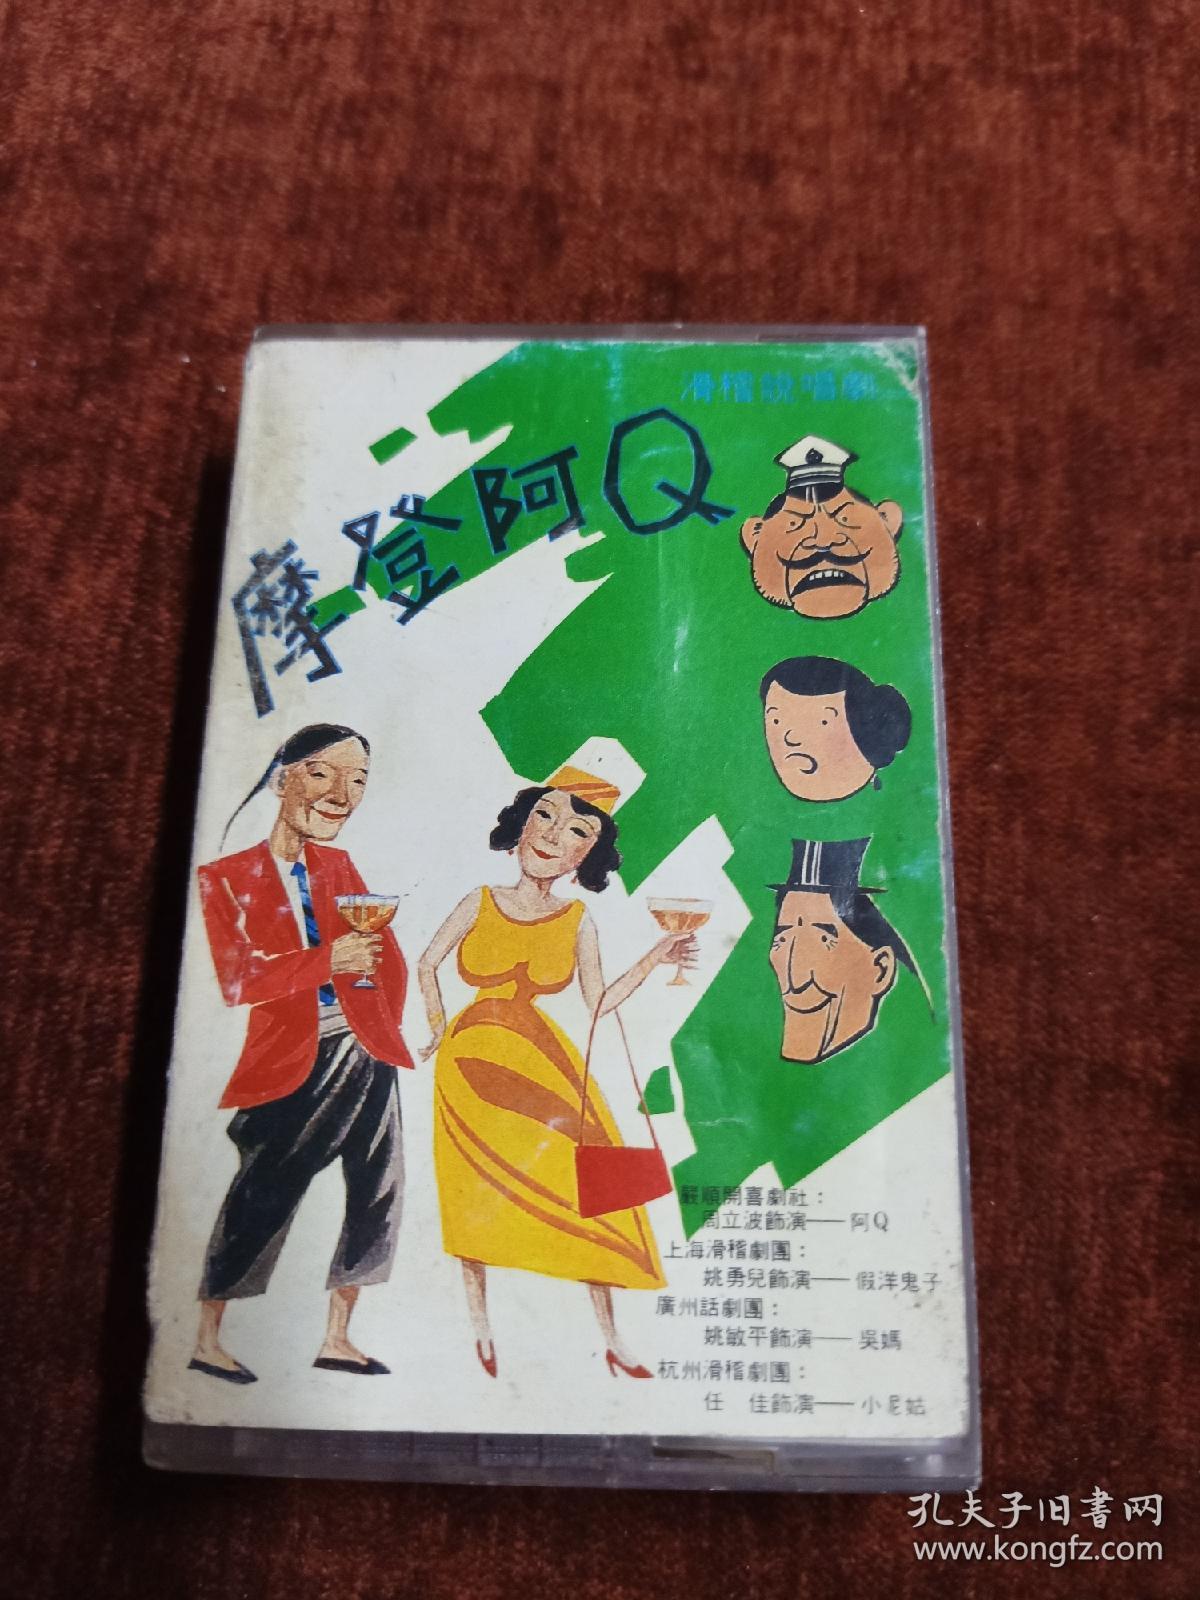 滑稽說唱劇
摩登阿Q
嚴順開喜劇社：
周立波飾演——阿Q
上海滑稽劇團：
姚勇兒飾演——假洋鬼子
廣州話劇團：
姚敏平飾演——吳媽
杭州滑稽劇團：
任　佳飾演——小尼姑
孔夫子旧书网
www.kongfz.com